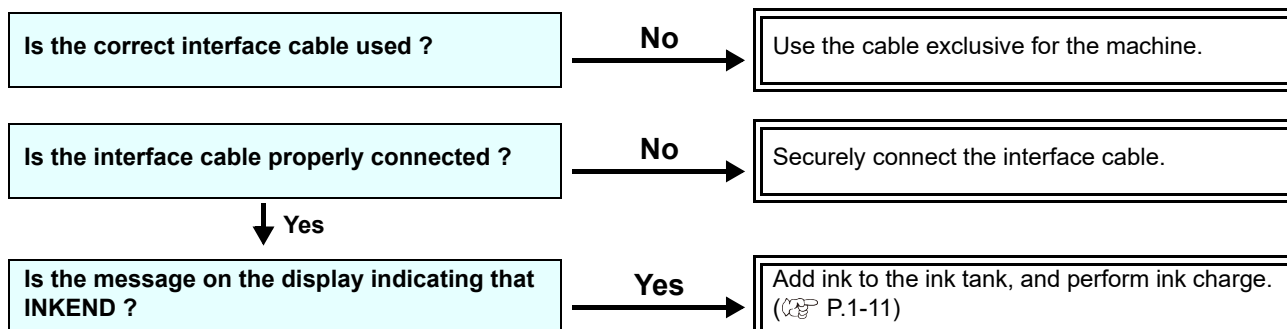 Is the correct interface cable used ?
No
Use the cable exclusive for the machine.
Is the interface cable properly connected ?
No
Securely connect the interface cable.
Yes
Is the message on the display indicating that
INKEND ?
Yes
Add ink to the ink tank, and perform ink charge.
(☞ P.1-11)